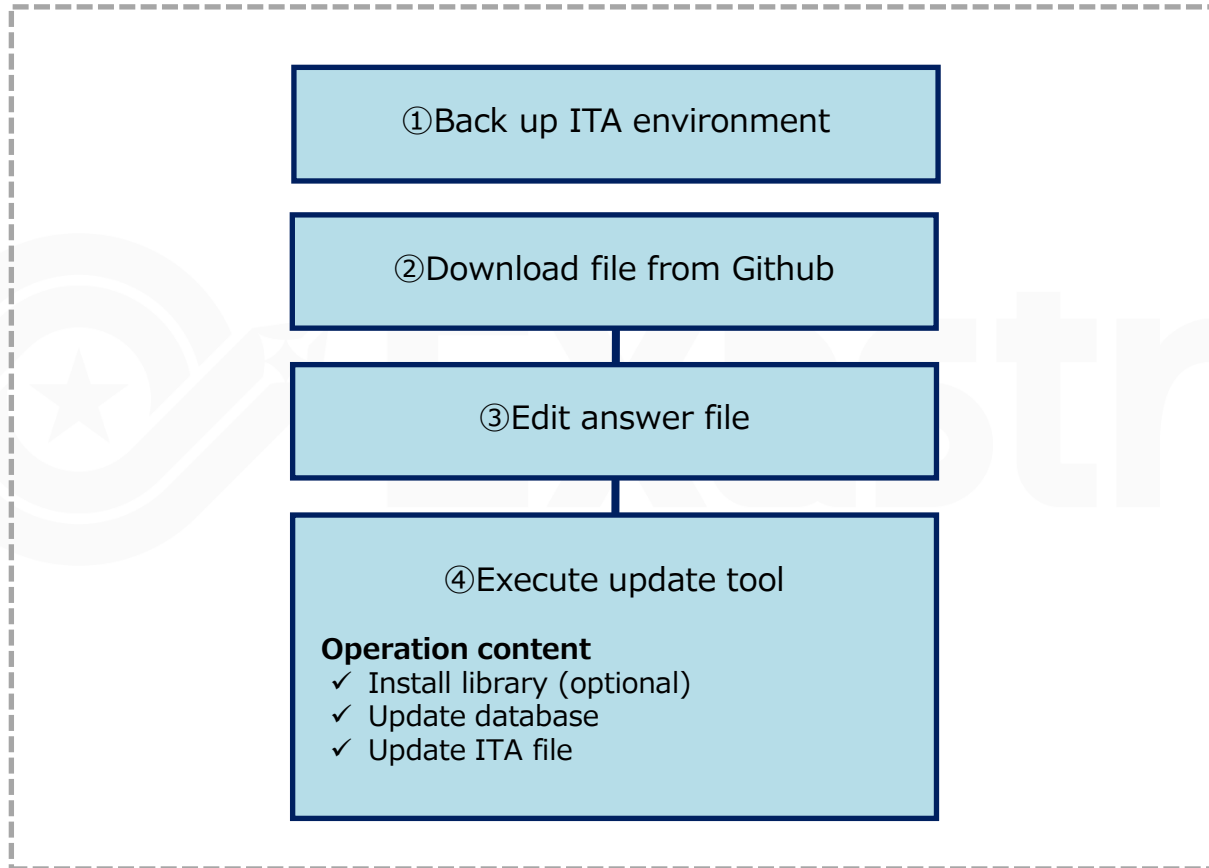 ①Back up ITA environment
②Download file from Github
③Edit answer file
④Execute update tool
Operation content
✓ Install library (optional)
✓ Update database
✓ Update ITA file